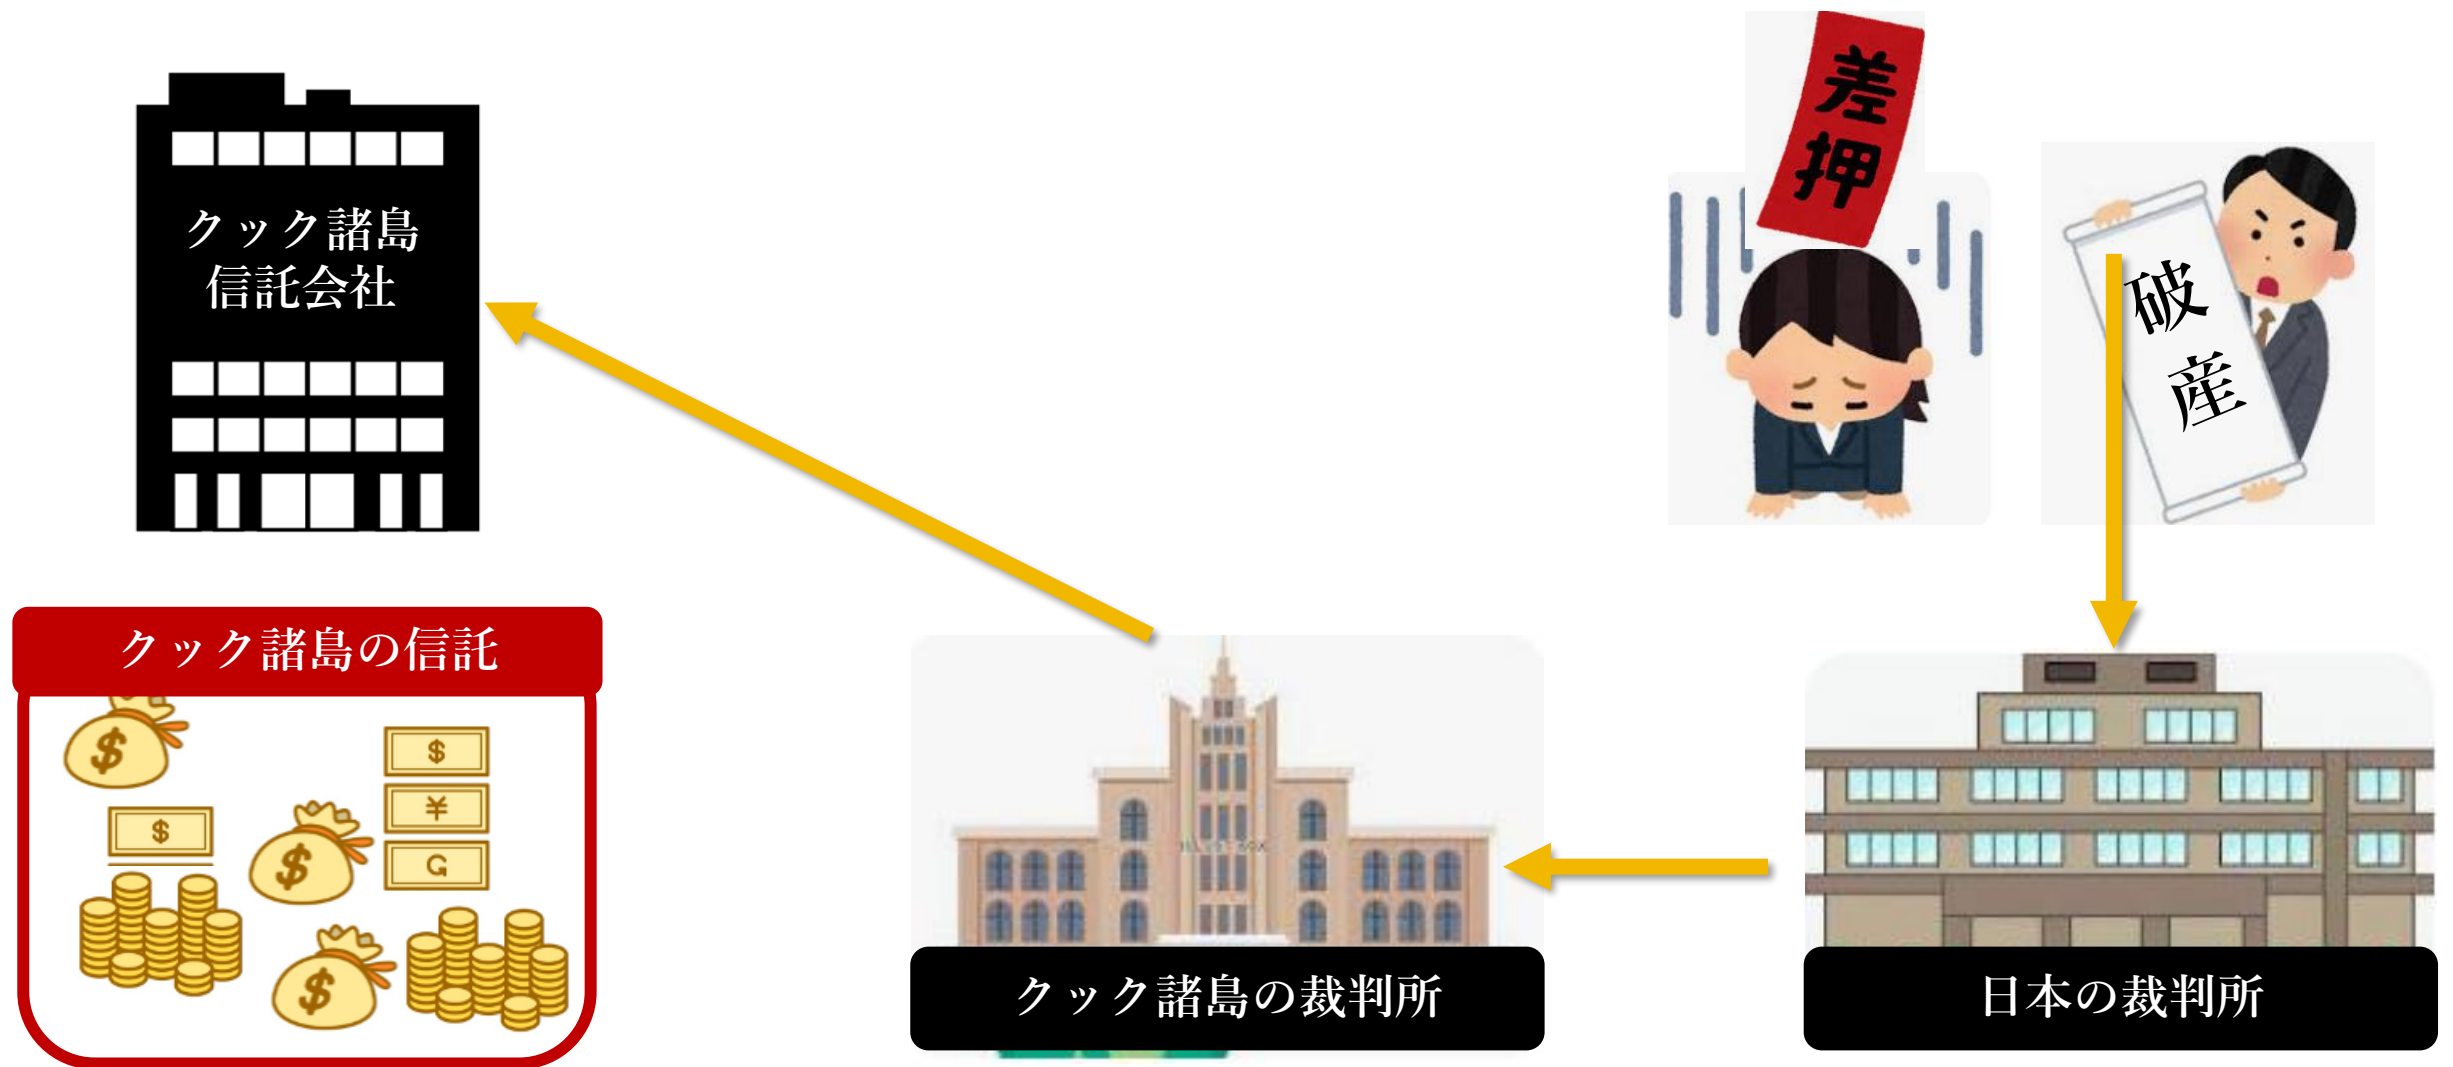 差
押
破
産
クック諸島
信託会社
クック諸島の信託
$
$
¥
$
G
$
$
クック諸島の裁判所
日本の裁判所